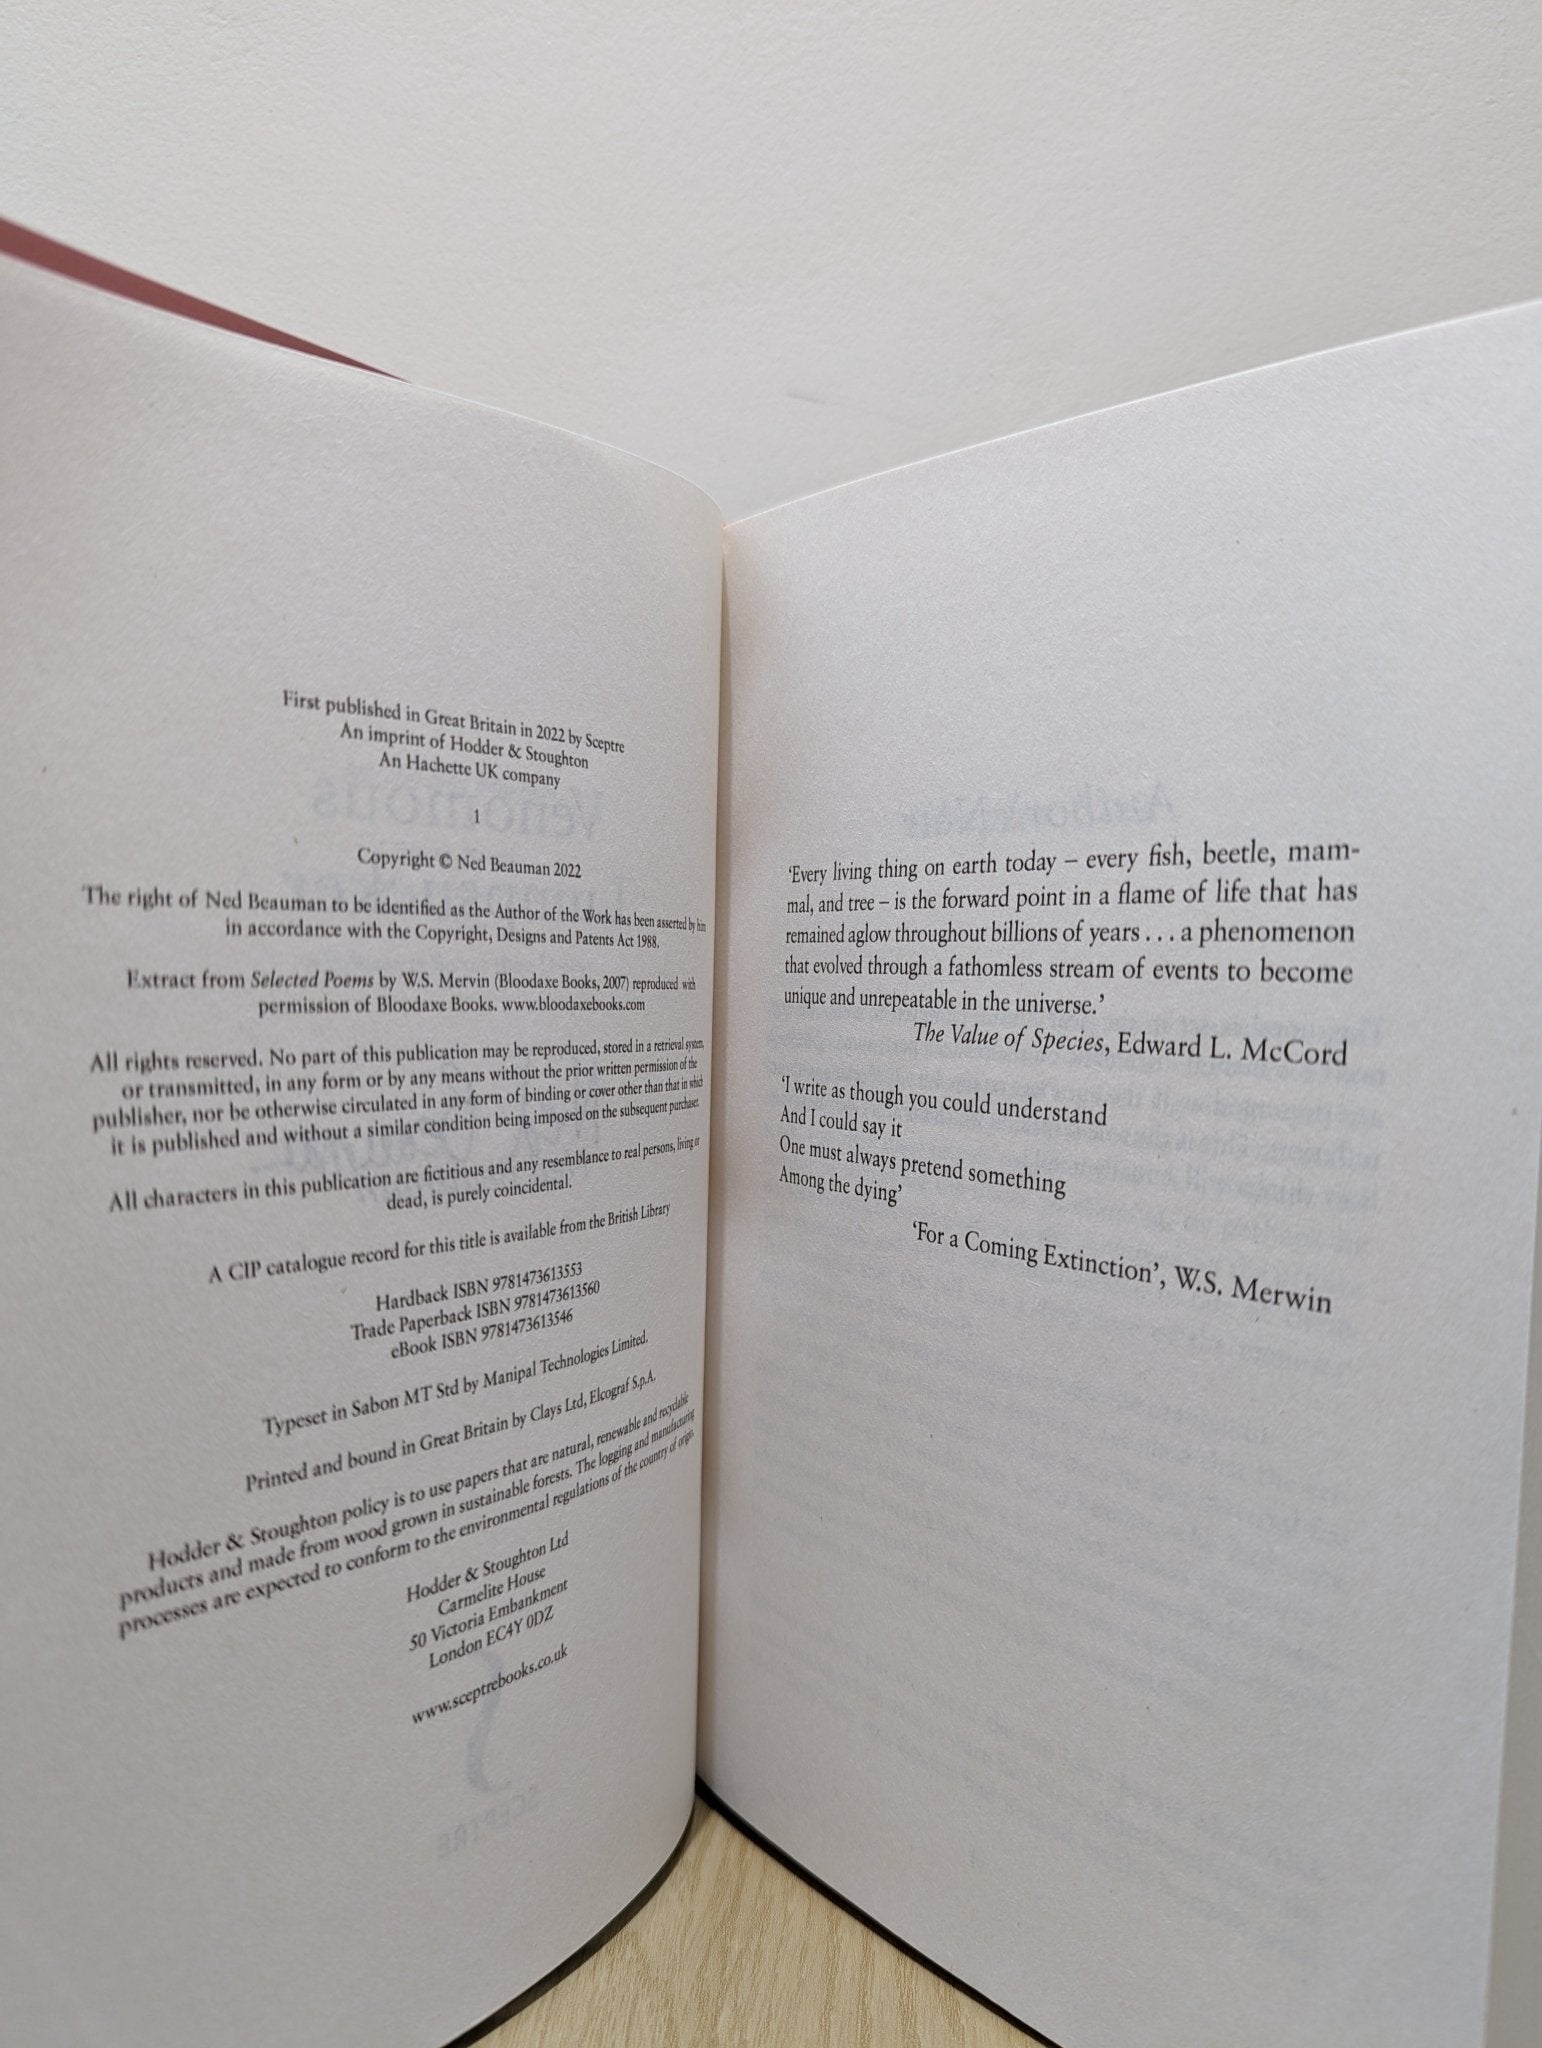 First published in Great Britain in 2022 by Sceptre
An imprint of Hodder & Stoughton
An Hachette UK company
1
Copyright © Ned Beauman 2022
The right of Ned Beauman to be identified as the Author of the Work has been asserted by him
in accordance with the Copyright, Designs and Patents Act 1988.
Extract from Selected Poems by W.S. Mervin (Bloodaxe Books, 2007) reproduced with
permission of Bloodaxe Books. www.bloodaxebooks.com
All rights reserved. No part of this publication may be reproduced, stored in a retrieval system,
or transmitted, in any form or by any means without the prior written permission of the
publisher, nor be otherwise circulated in any form of binding or cover other than that in which
it is published and without a similar condition being imposed on the subsequent purchaser.
All characters in this publication are fictitious and any resemblance to real persons, living or
dead, is purely coincidental.
A CIP catalogue record for this title is available from the British Library
Hardback ISBN 9781473613553
Trade Paperback ISBN 9781473613560
eBook ISBN 9781473613546
Typeset in Sabon MT Std by Manipal Technologies Limited.
Printed and bound in Great Britain by Clays Ltd, Elcograf S.p.A.
Hodder & Stoughton policy is to use papers that are natural, renewable and recyclable
products and made from wood grown in sustainable forests. The logging and manufacturing
processes are expected to conform to the environmental regulations of the country of origin.
Hodder & Stoughton Ltd
Carmelite House
50 Victoria Embankment
London EC4Y 0DZ
www.sceptrebooks.co.uk
‘Every living thing on earth today – every fish, beetle, mam-
mal, and tree – is the forward point in a flame of life that has
remained aglow throughout billions of years . . . a phenomenon
that evolved through a fathomless stream of events to become
unique and unrepeatable in the universe.’
The Value of Species, Edward L. McCord
‘I write as though you could understand
And I could say it
One must always pretend something
Among the dying’
‘For a Coming Extinction’, W.S. Merwin